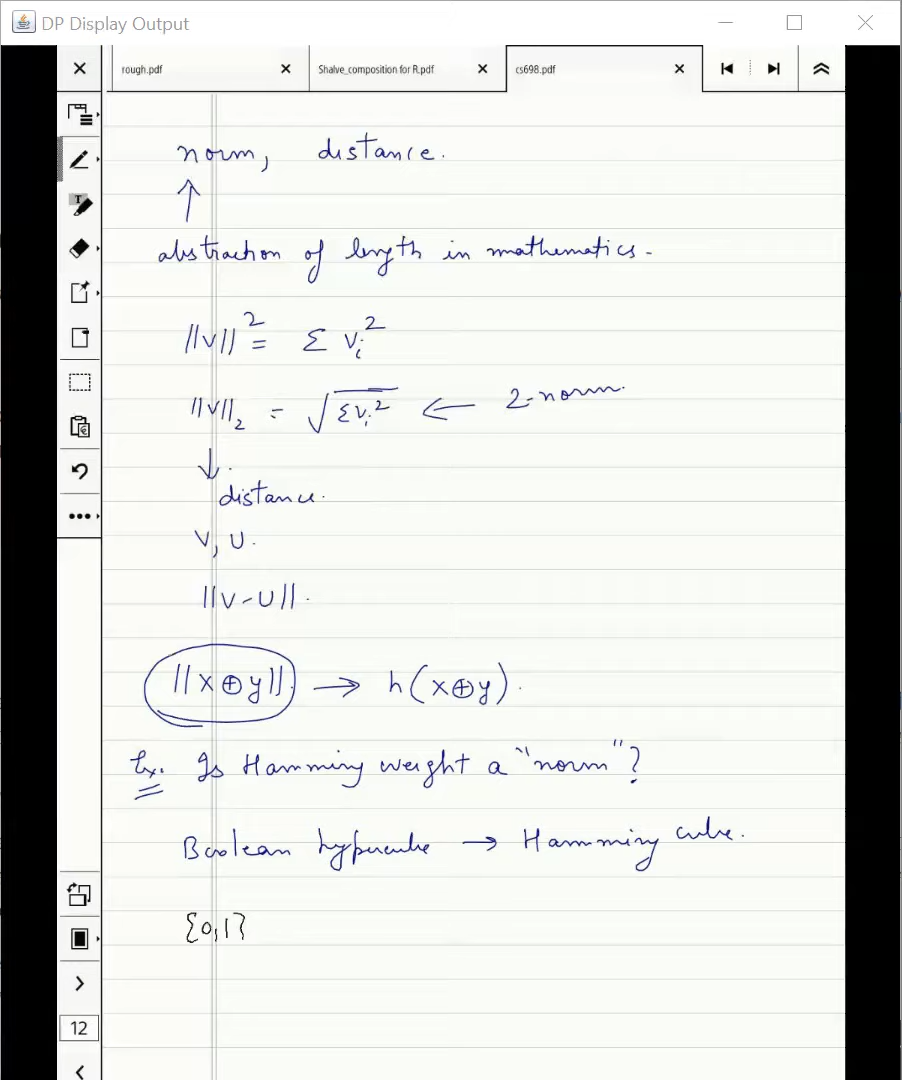 DP Display Output
rough.pdf
Shalve_composition for R.pdf
cs698.pdf
norm, distance.
↑
abstraction of length in mathematics.
||v||² = Σ vᵢ²
||v||₂ = √Σvᵢ² ← 2-norm.
↓
distance.
v, u.
||v-u||.
||x⊕y||. → h(x⊕y).
Ex. Is Hamming weight a "norm"?
Boolean hypercube → Hamming cube.
{0,1}
12